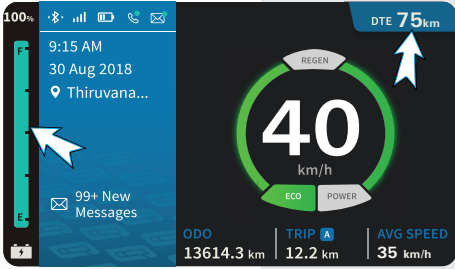 100%
F
E
9:15 AM
30 Aug 2018
Thiruvana...
99+ New
Messages
DTE 75km
REGEN
40
km/h
ECO
POWER
ODO
13614.3 km
TRIP A
12.2 km
AVG SPEED
35 km/h